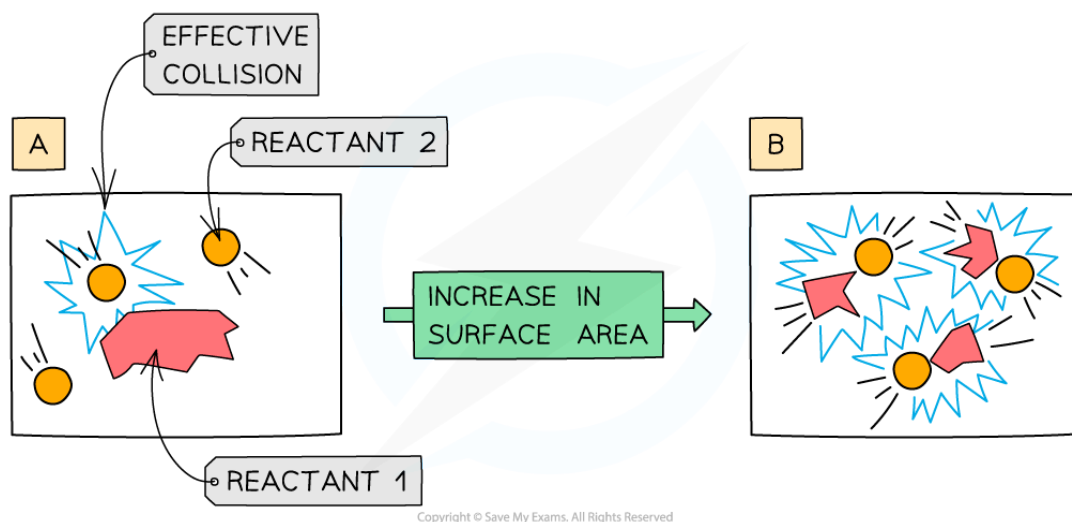 EFFECTIVE
COLLISION
A
REACTANT 2
B
INCREASE IN
SURFACE AREA
REACTANT 1
Copyright © Save My Exams. All Rights Reserved